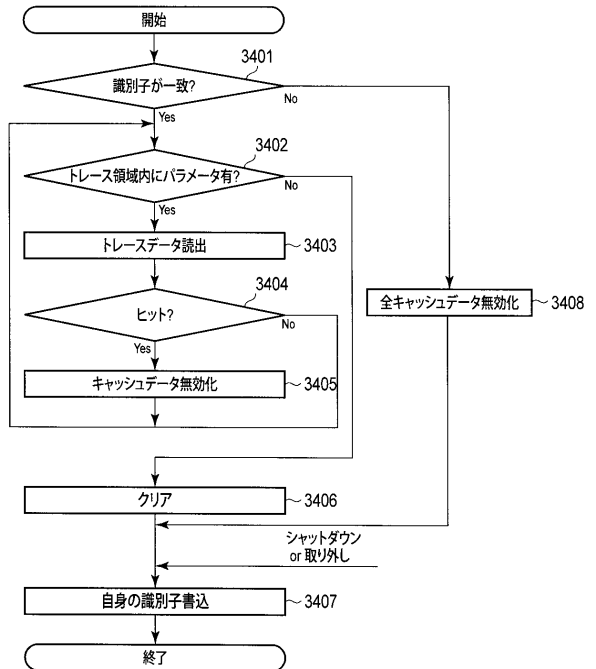 開始
3401
識別子が一致?
No
Yes
3402
トレース領域内にパラメータ有?
No
Yes
トレースデータ読出
3403
3404
ヒット?
No
Yes
全キャッシュデータ無効化
3408
キャッシュデータ無効化
3405
クリア
3406
シャットダウン
or 取り外し
自身の識別子書込
3407
終了